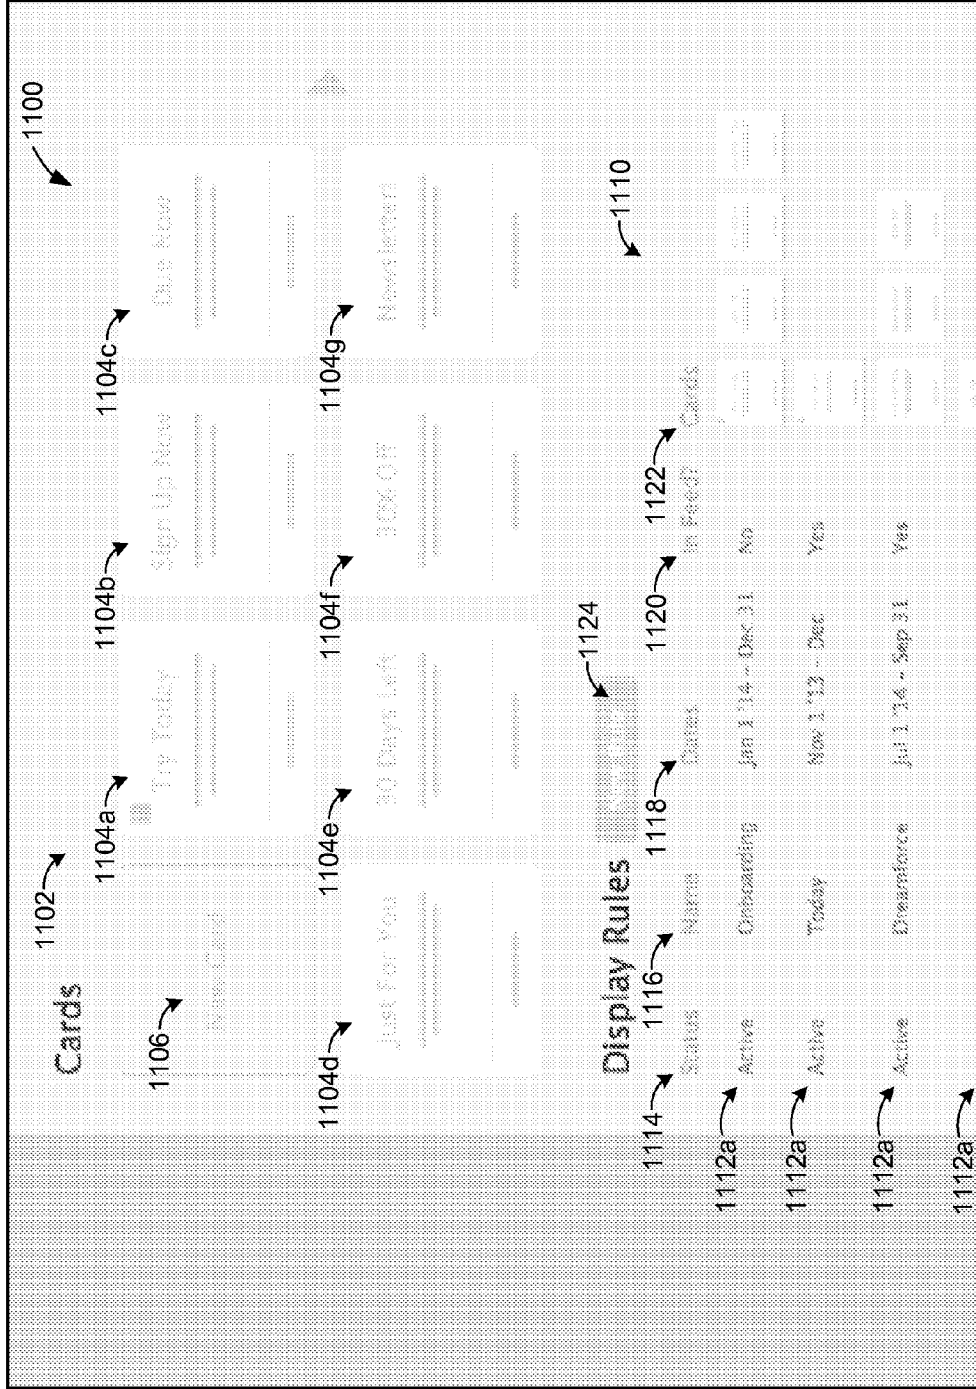 1100
1102
Cards
1104a
1104b
1104c
1106
New Card
Try Today
Sign Up Now
Due Now
1104d
1104e
1104f
1104g
Just For You
30 Days Left
30% Off
Newsletter
1110
1124
Display Rules
1114
1116
1118
1120
1122
Status Name Dates In Feed? Cards
1112a
Active Onboarding Jan 1 '14 - Dec 31 No
1112a
Active Today Nov 1 '13 - Dec Yes
1112a
Active Dreamforce Jul 1 '14 - Sep 31 Yes
1112a